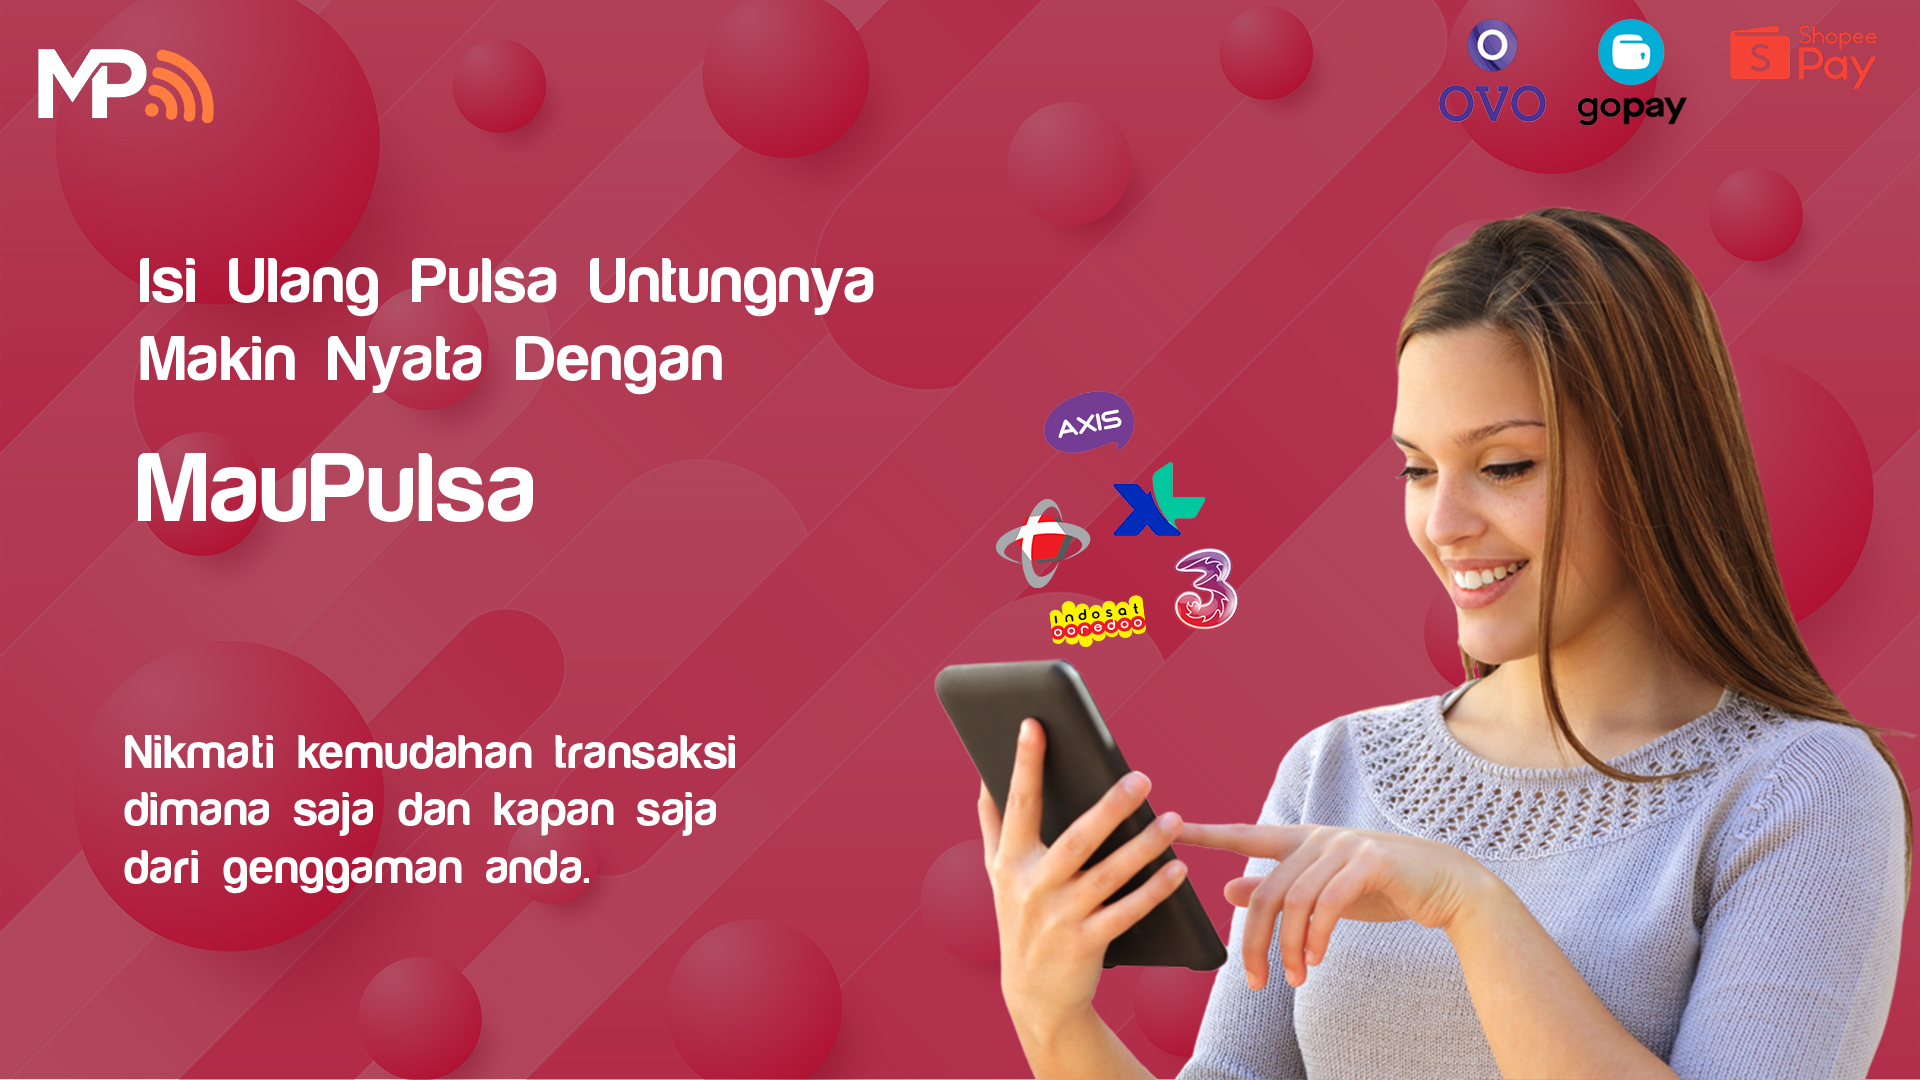 MP
OVO
gopay
S
Shopee
Pay
Isi Ulang Pulsa Untungnya
Makin Nyata Dengan
MauPulsa
AXIS
XL
3
indosat
ooredoo
Nikmati kemudahan transaksi
dimana saja dan kapan saja
dari genggaman anda.